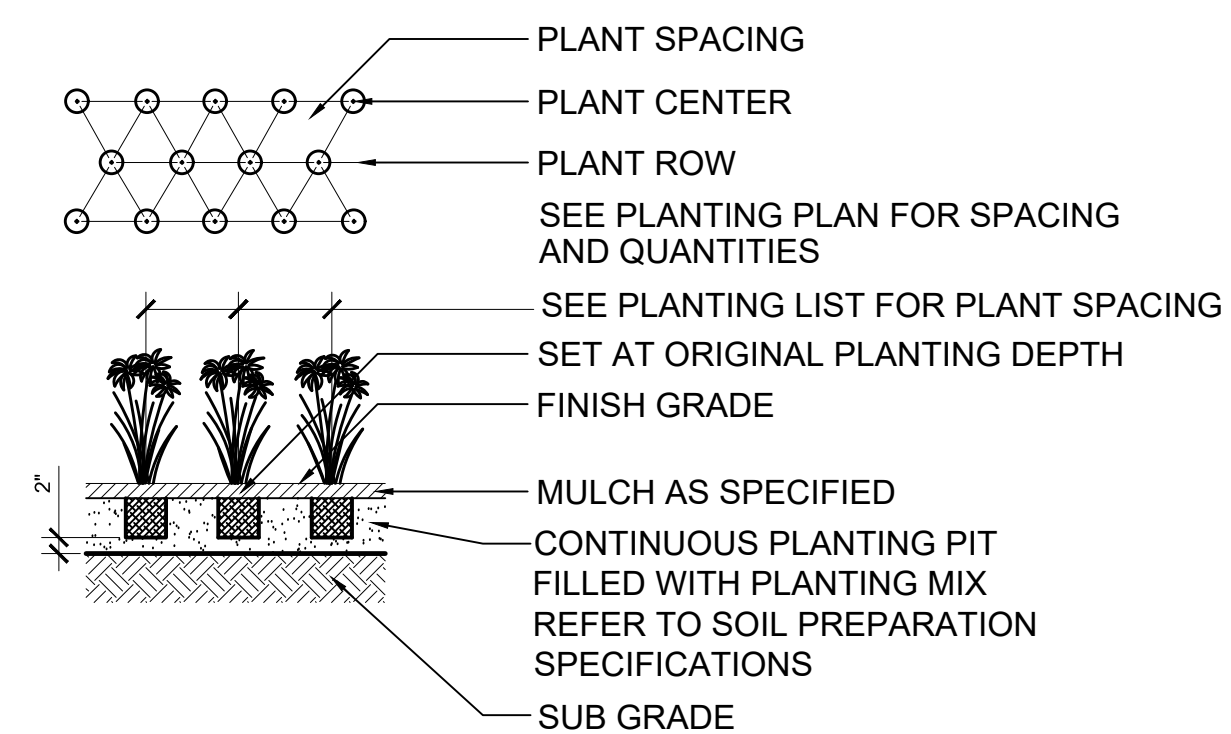 PLANT SPACING
PLANT CENTER
PLANT ROW
SEE PLANTING PLAN FOR SPACING
AND QUANTITIES
SEE PLANTING LIST FOR PLANT SPACING
SET AT ORIGINAL PLANTING DEPTH
FINISH GRADE
2"
MULCH AS SPECIFIED
CONTINUOUS PLANTING PIT
FILLED WITH PLANTING MIX
REFER TO SOIL PREPARATION
SPECIFICATIONS
SUB GRADE